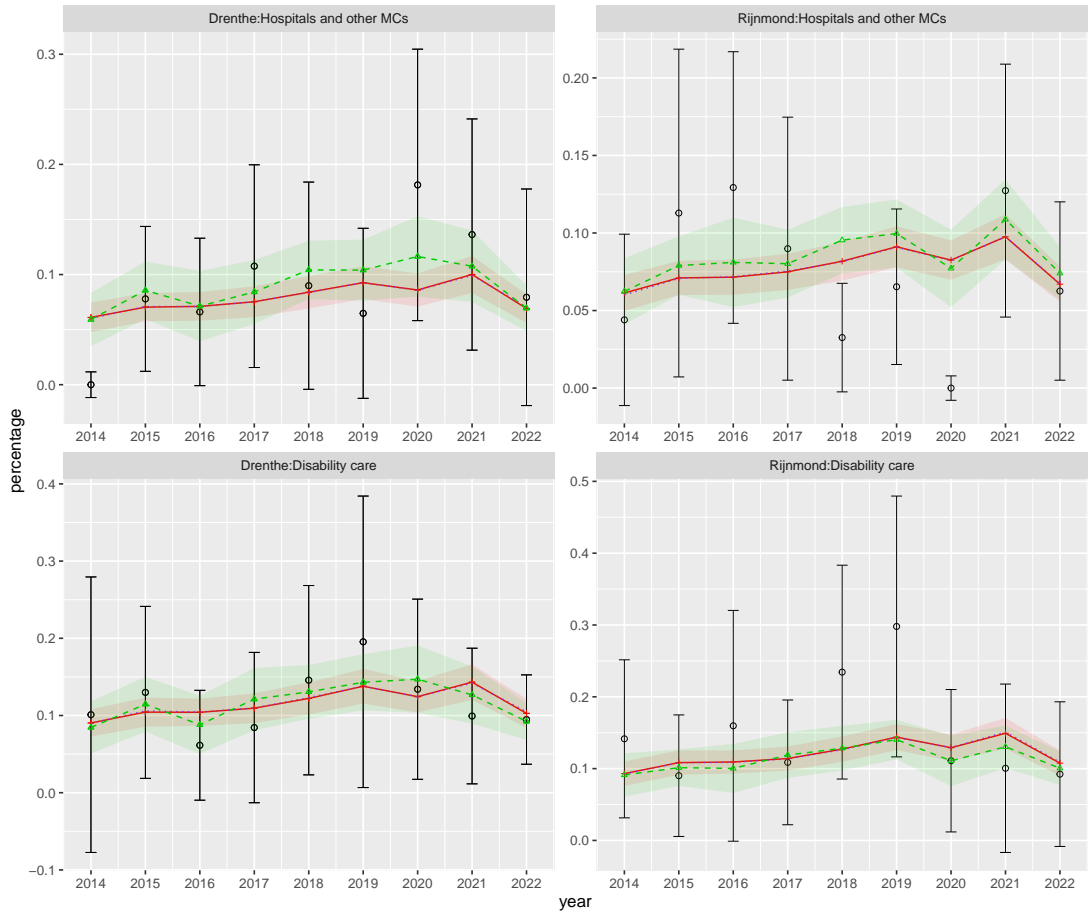 Drenthe:Hospitals and other MCs
Rijnmond:Hospitals and other MCs
0.3
0.2
0.1
0.0
0.20
0.15
0.10
0.05
0.00
2014 2015 2016 2017 2018 2019 2020 2021 2022
2014 2015 2016 2017 2018 2019 2020 2021 2022
percentage
Drenthe:Disability care
Rijnmond:Disability care
0.4
0.3
0.2
0.1
0.0
−0.1
0.5
0.4
0.3
0.2
0.1
0.0
2014 2015 2016 2017 2018 2019 2020 2021 2022
2014 2015 2016 2017 2018 2019 2020 2021 2022
year